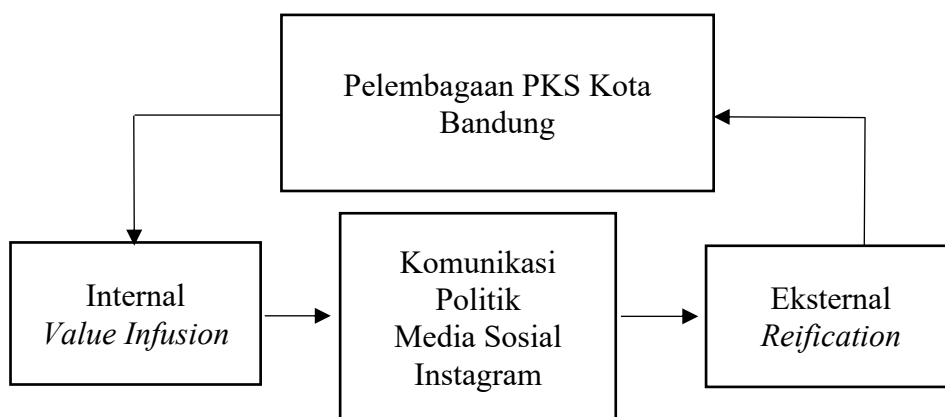 Pelembagaan PKS Kota
Bandung
Internal
Value Infusion
Komunikasi
Politik
Media Sosial
Instagram
Eksternal
Reification